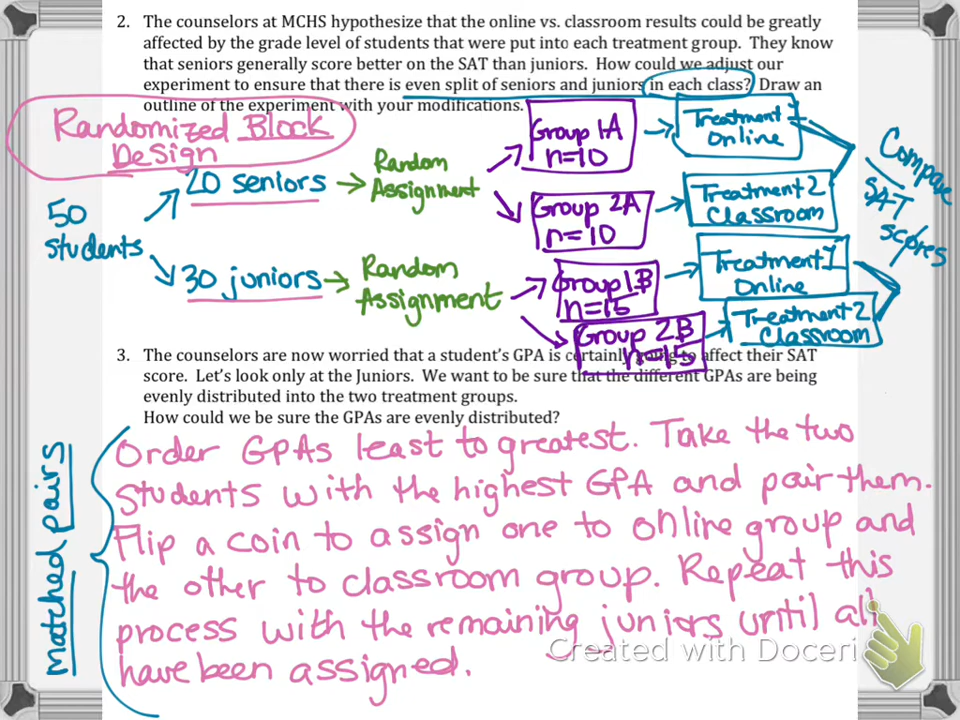 2. The counselors at MCHS hypothesize that the online vs. classroom results could be greatly
affected by the grade level of students that were put into each treatment group. They know
that seniors generally score better on the SAT than juniors. How could we adjust our
experiment to ensure that there is even split of seniors and juniors in each class? Draw an
outline of the experiment with your modifications.
Randomized Block
Design
50
students
20 seniors
Random
Assignment
Group 1A
n=10
Treatment 1
Online
Group 2A
n=10
Treatment 2
Classroom
30 juniors
Random
Assignment
Group 1B
n=15
Treatment 1
Online
Group 2B
n=15
Treatment 2
Classroom
Compare
SAT
scores
3. The counselors are now worried that a student's GPA is certainly going to affect their SAT
score. Let's look only at the Juniors. We want to be sure that the different GPAs are being
evenly distributed into the two treatment groups.
How could we be sure the GPAs are evenly distributed?
matched pairs
Order GPAs least to greatest. Take the two
students with the highest GPA and pair them.
Flip a coin to assign one to online group and
the other to classroom group. Repeat this
process with the remaining juniors until all
have been assigned.
Created with Doceri